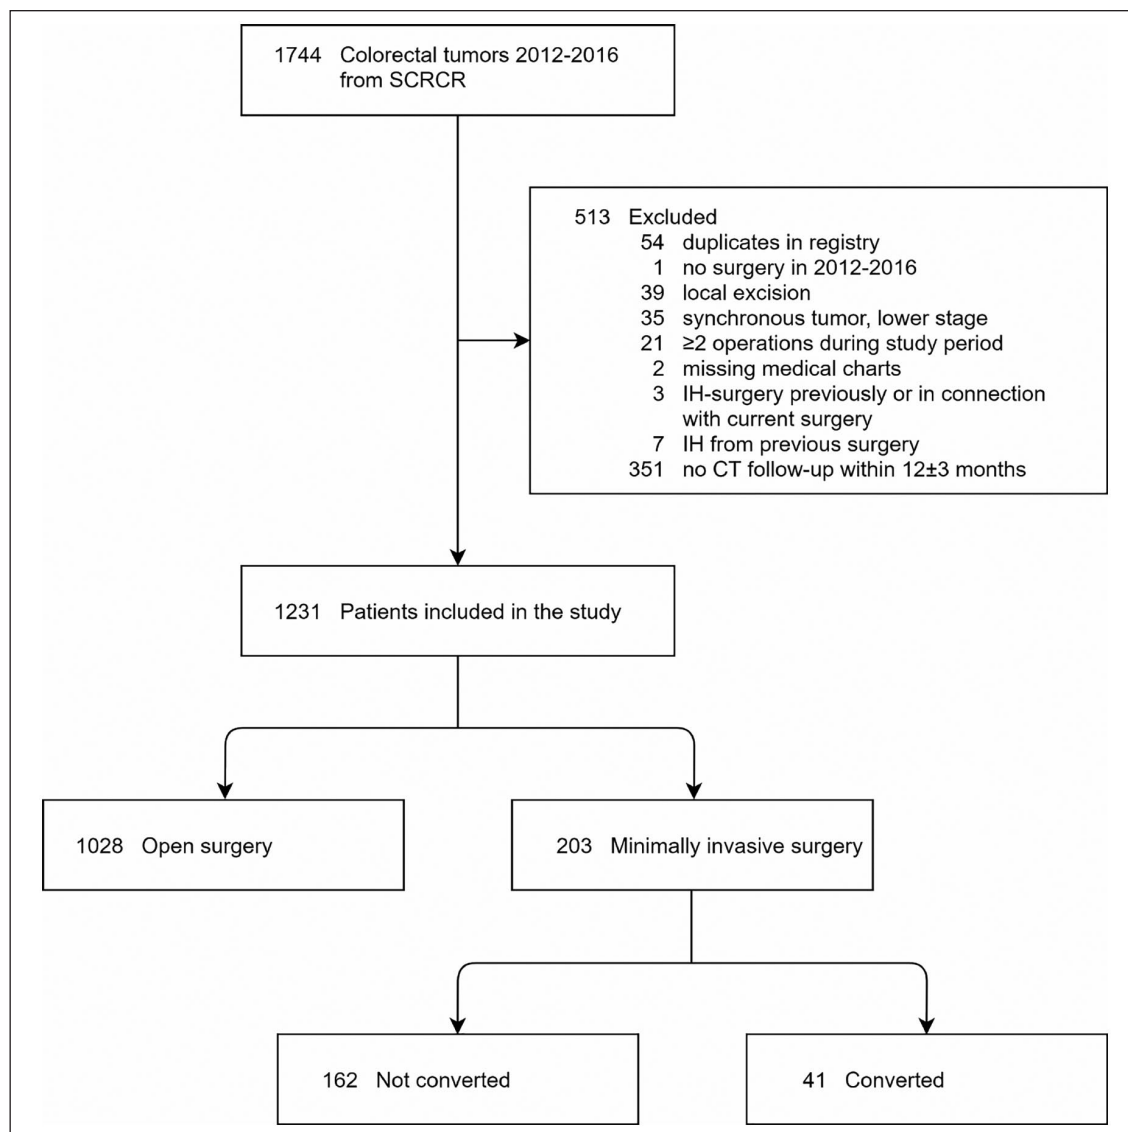 1744 Colorectal tumors 2012-2016
from SCRCR
513 Excluded
54 duplicates in registry
1 no surgery in 2012-2016
39 local excision
35 synchronous tumor, lower stage
21 ≥2 operations during study period
2 missing medical charts
3 IH-surgery previously or in connection
with current surgery
7 IH from previous surgery
351 no CT follow-up within 12±3 months
1231 Patients included in the study
1028 Open surgery
203 Minimally invasive surgery
162 Not converted
41 Converted